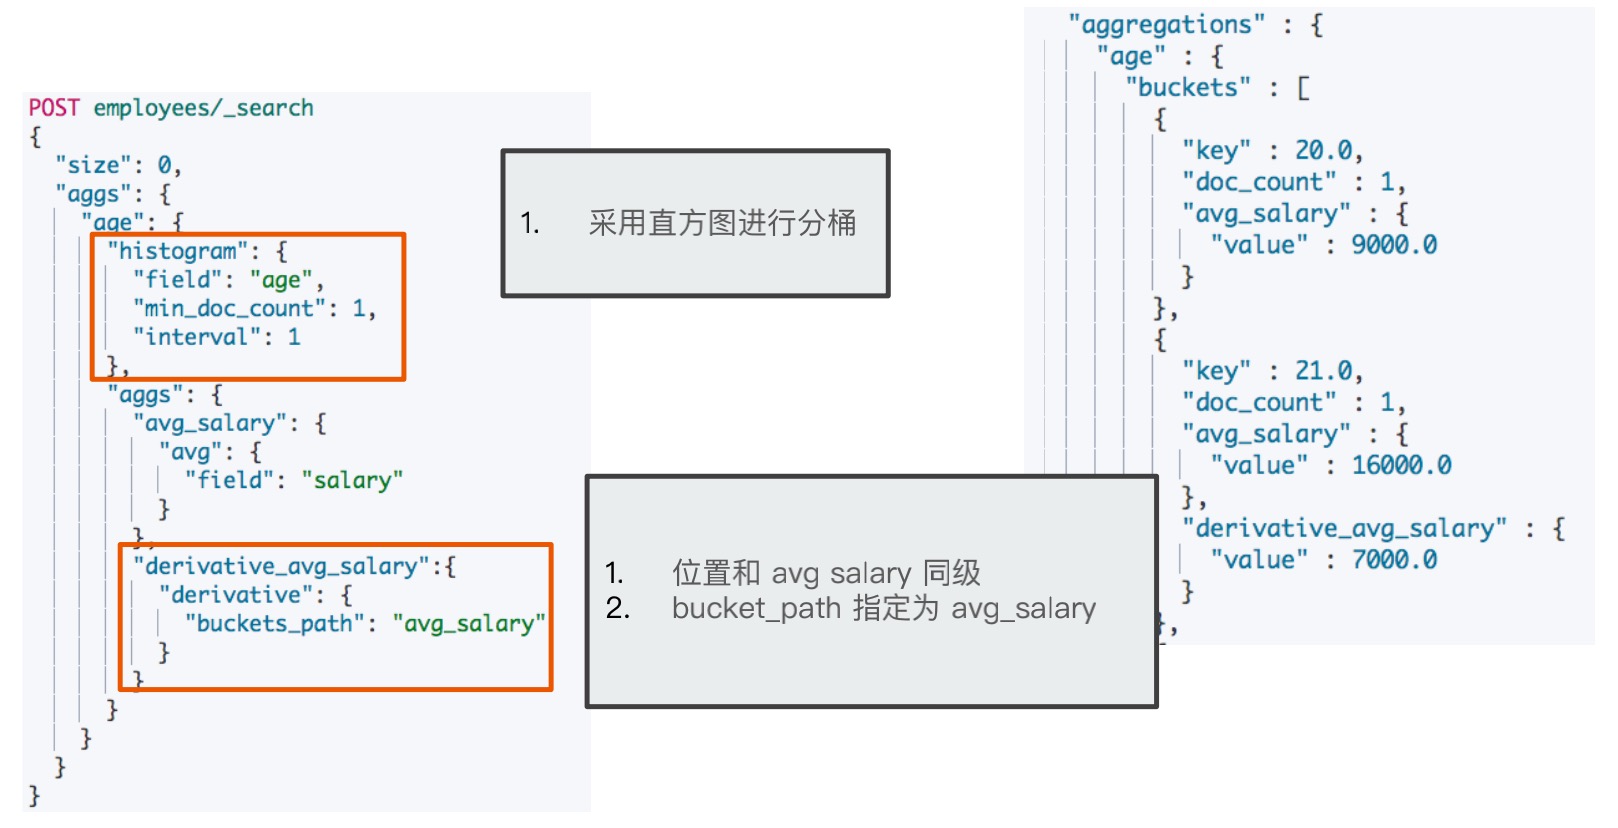 POST employees/_search
{
  "size": 0,
  "aggs": {
    "age": {
      "histogram": {
        "field": "age",
        "min_doc_count": 1,
        "interval": 1
      },
      "aggs": {
        "avg_salary": {
          "avg": {
            "field": "salary"
          }
        },
        "derivative_avg_salary":{
          "derivative": {
            "buckets_path": "avg_salary"
          }
        }
      }
    }
  }
}
1. 采用直方图进行分桶
1. 位置和 avg salary 同级
2. bucket_path 指定为 avg_salary
"aggregations" : {
  "age" : {
    "buckets" : [
      {
        "key" : 20.0,
        "doc_count" : 1,
        "avg_salary" : {
          "value" : 9000.0
        }
      },
      {
        "key" : 21.0,
        "doc_count" : 1,
        "avg_salary" : {
          "value" : 16000.0
        },
        "derivative_avg_salary" : {
          "value" : 7000.0
        }
      },